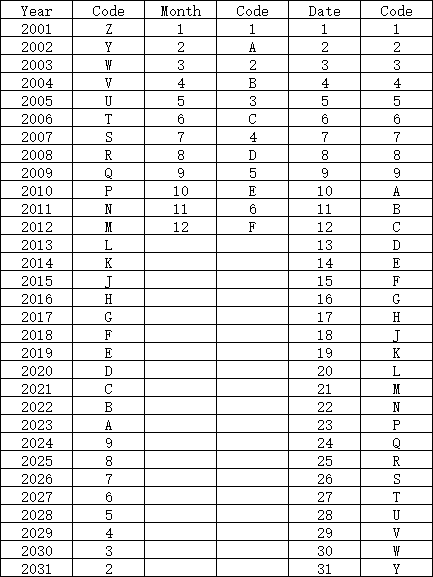 Year Code Month Code Date Code
2001 Z 1 1 1 1
2002 Y 2 A 2 2
2003 W 3 2 3 3
2004 V 4 B 4 4
2005 U 5 3 5 5
2006 T 6 C 6 6
2007 S 7 4 7 7
2008 R 8 D 8 8
2009 Q 9 5 9 9
2010 P 10 E 10 A
2011 N 11 6 11 B
2012 M 12 F 12 C
2013 L 13 D
2014 K 14 E
2015 J 15 F
2016 H 16 G
2017 G 17 H
2018 F 18 J
2019 E 19 K
2020 D 20 L
2021 C 21 M
2022 B 22 N
2023 A 23 P
2024 9 24 Q
2025 8 25 R
2026 7 26 S
2027 6 27 T
2028 5 28 U
2029 4 29 V
2030 3 30 W
2031 2 31 Y